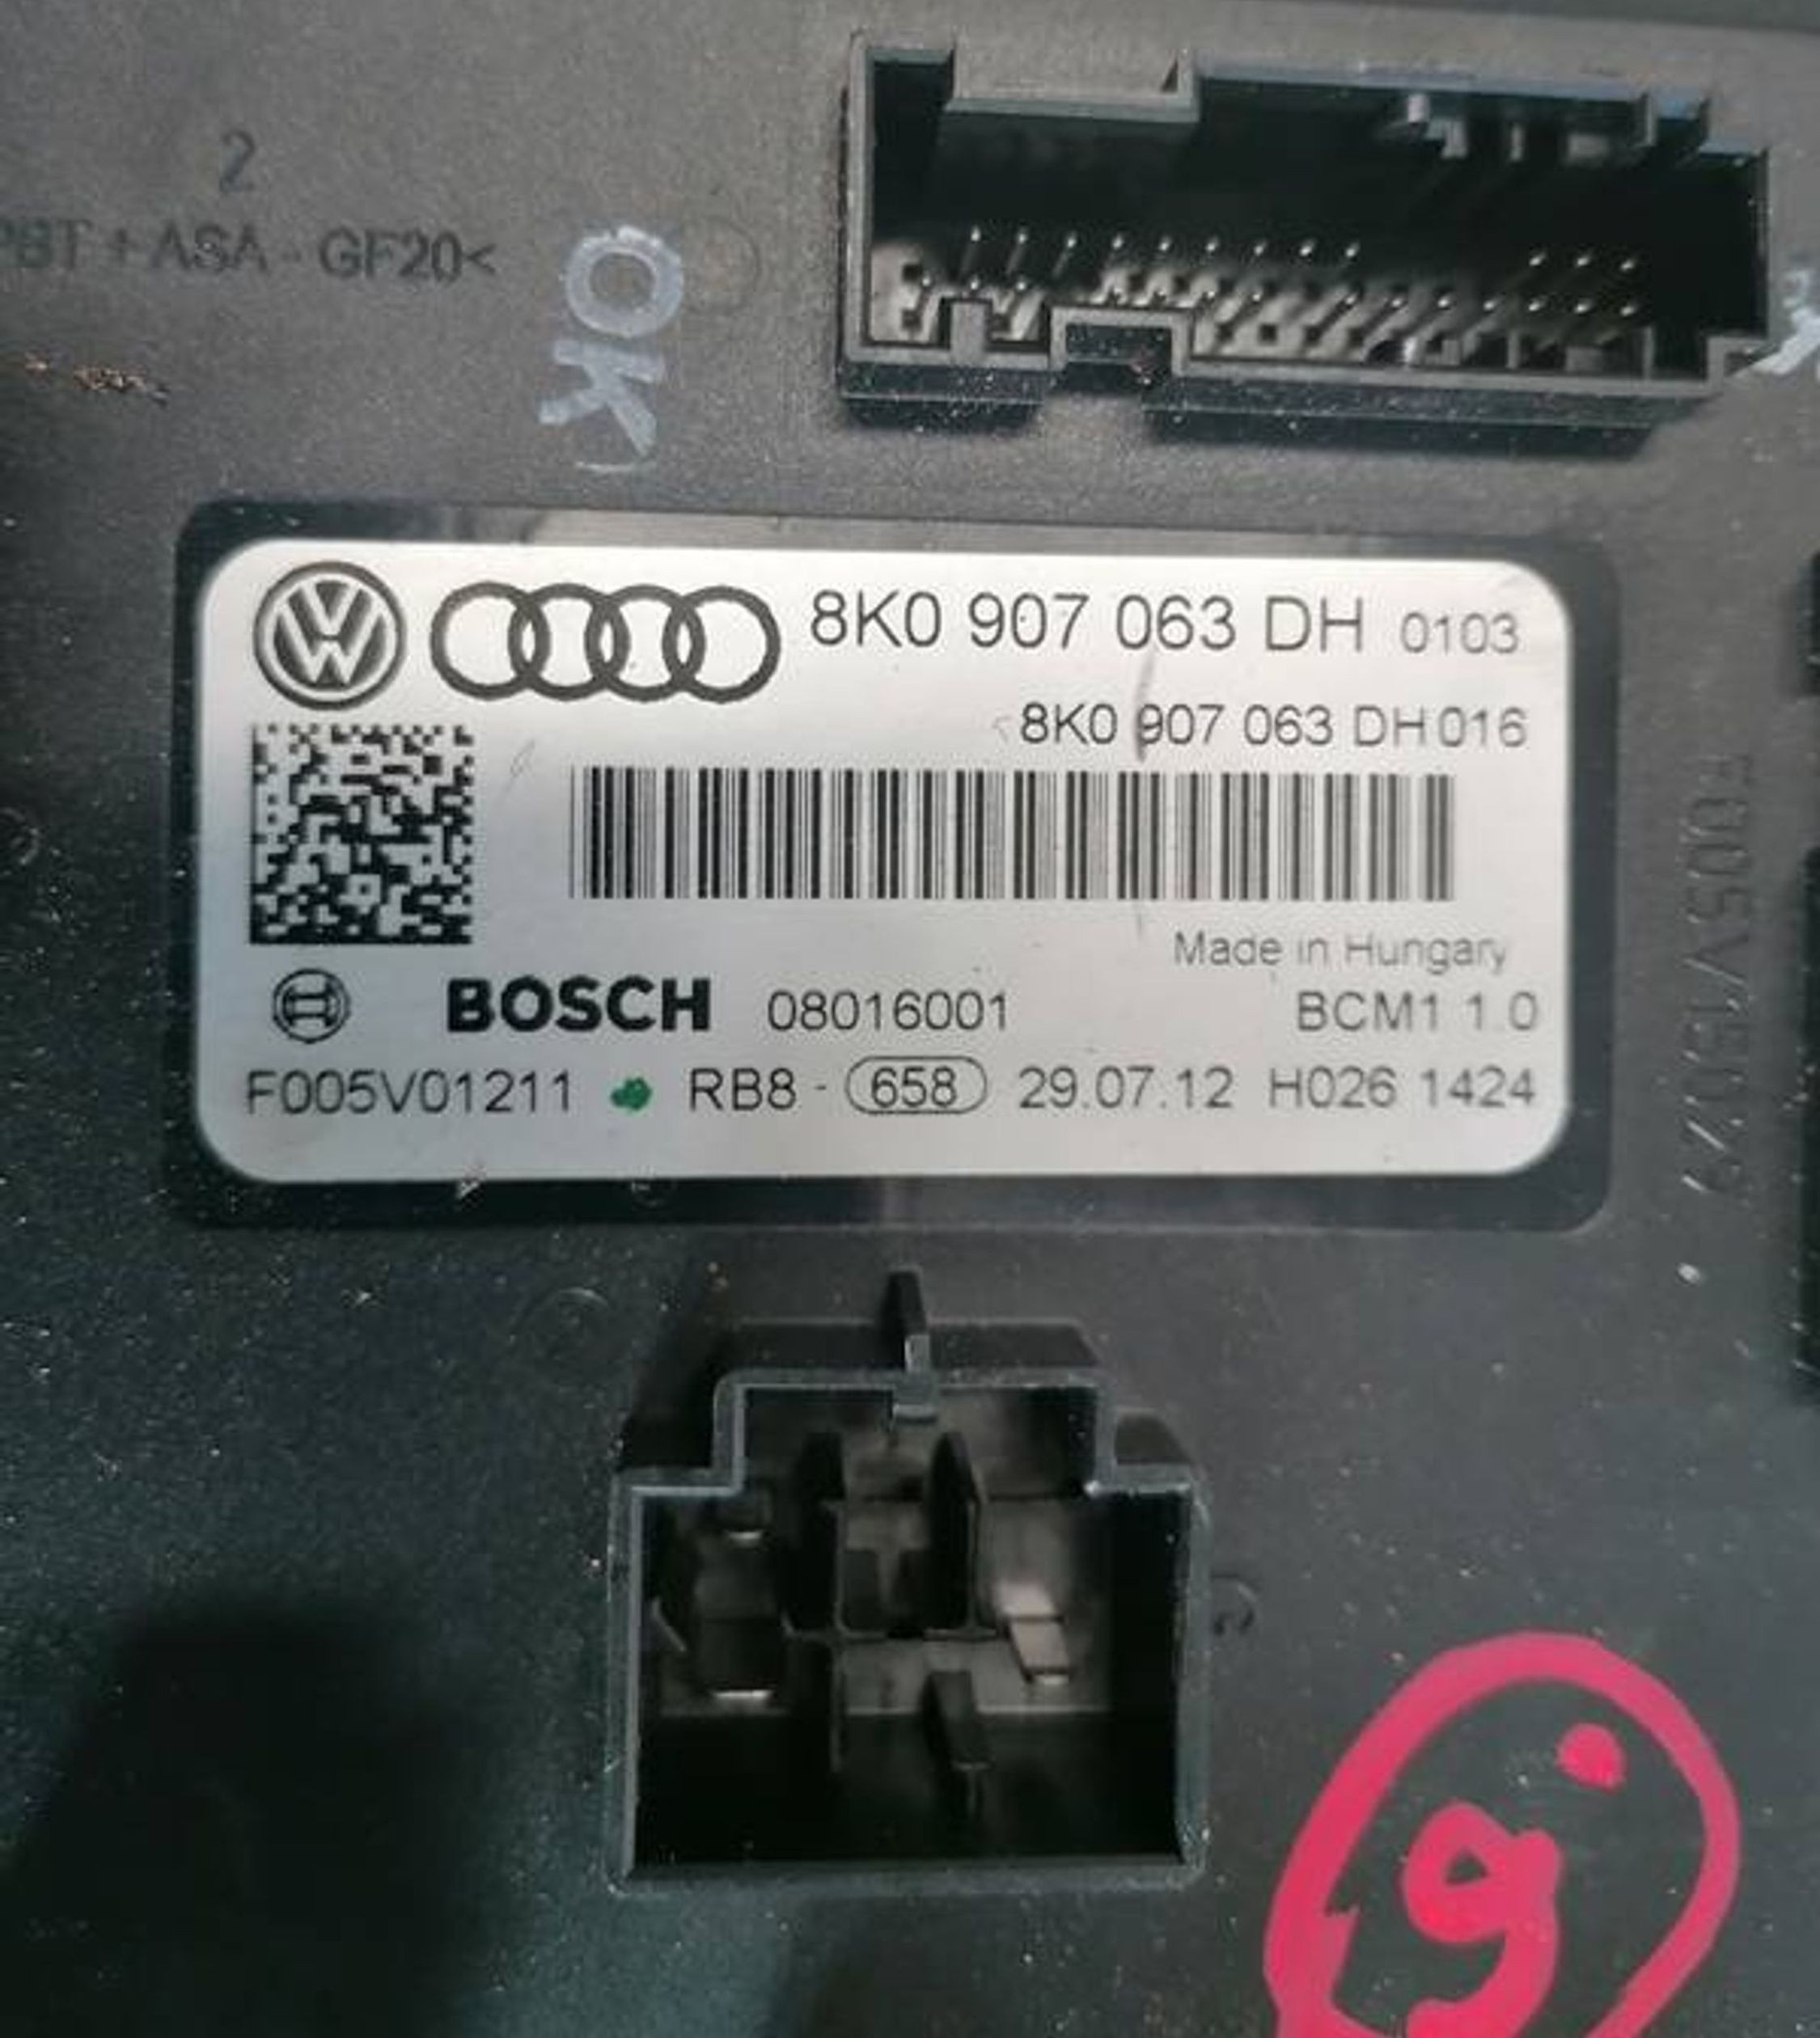 2
PBT + ASA - GF20<
OK
8K0 907 063 DH 0103
8K0 907 063 DH 016
Made in Hungary
BOSCH 08016001 BCM1 1.0
F005V01211 RB8 - 658 29.07.12 H026 1424
9